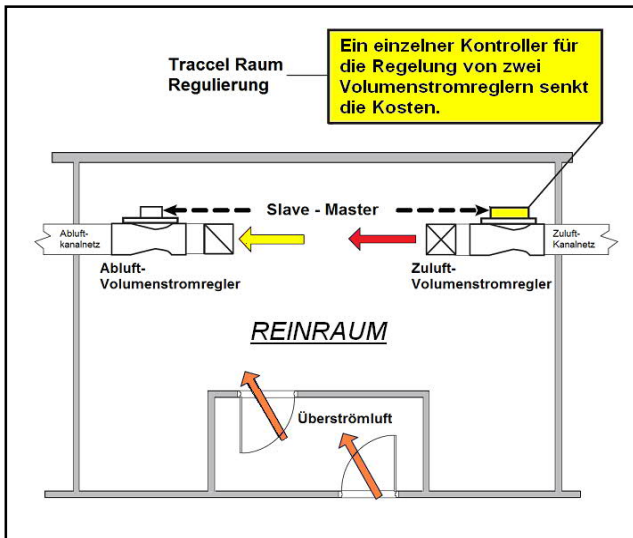 Ein einzelner Kontroller für
die Regelung von zwei
Volumenstromreglern senkt
die Kosten.
Traccel Raum
Regulierung
Slave - Master
Abluft-
kanalnetz
Zuluft-
Kanalnetz
Abluft-
Volumenstromregler
Zuluft-
Volumenstromregler
REINRAUM
Überströmluft